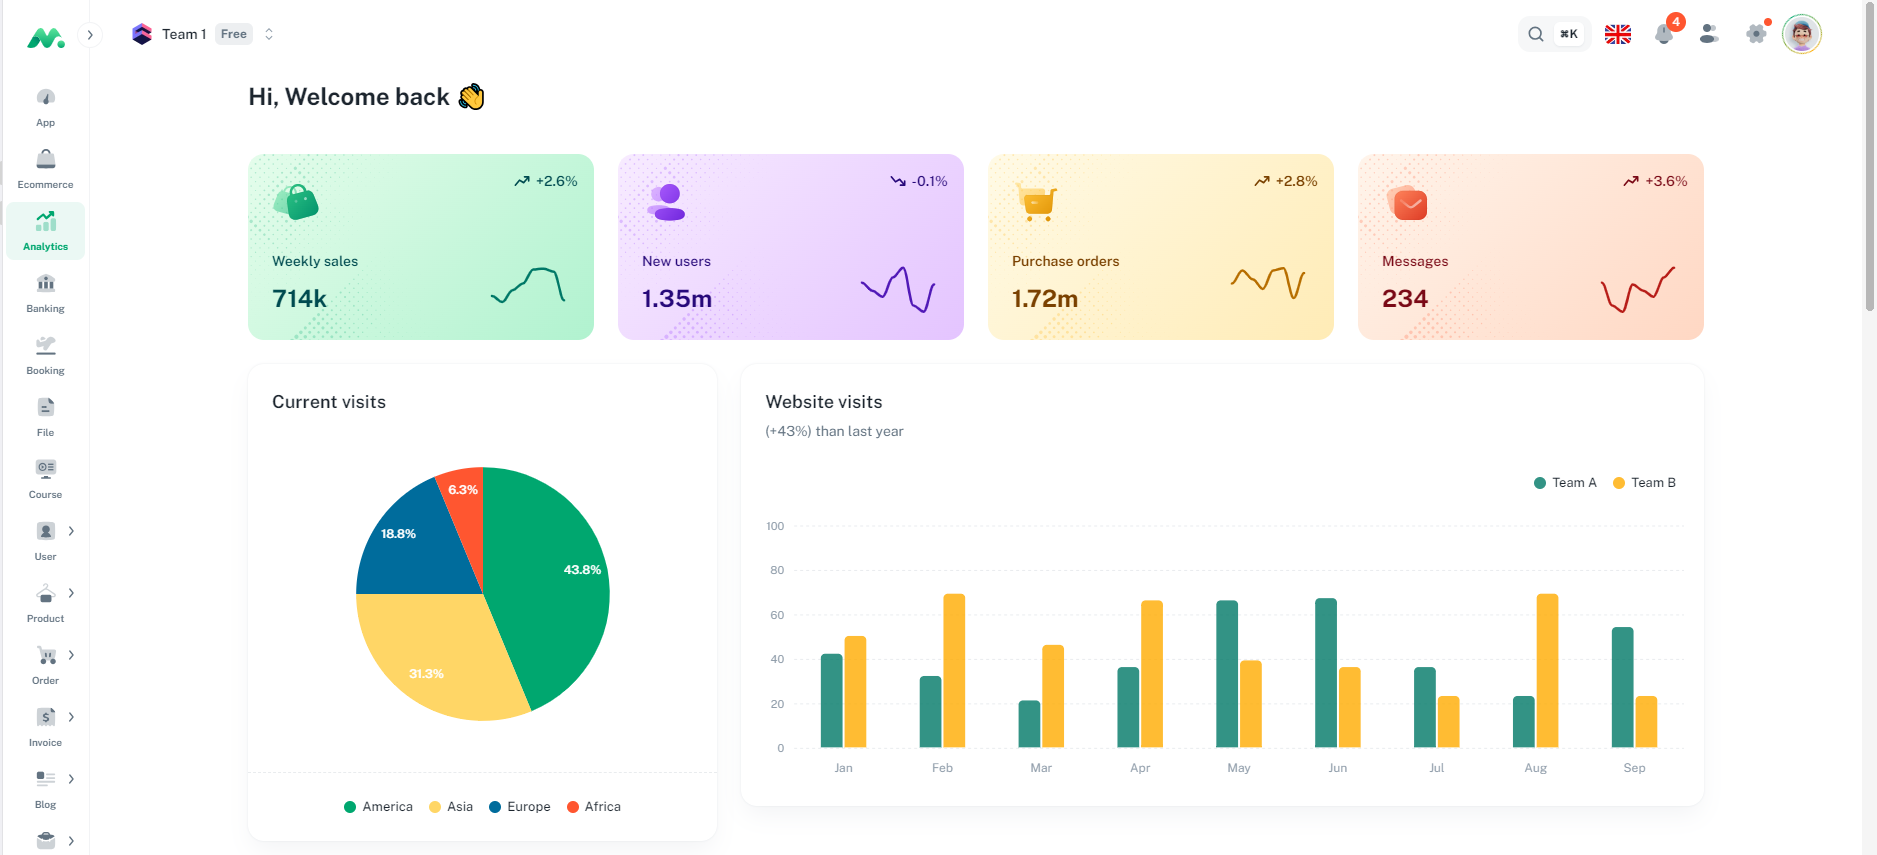 Team 1 Free
⌘K
4
App
Ecommerce
Analytics
Banking
Booking
File
Course
User
Product
Order
Invoice
Blog
Hi, Welcome back 👋
+2.6%
Weekly sales
714k
-0.1%
New users
1.35m
+2.8%
Purchase orders
1.72m
+3.6%
Messages
234
Current visits
6.3%
18.8%
43.8%
31.3%
America Asia Europe Africa
Website visits
(+43%) than last year
Team A Team B
100
80
60
40
20
0
Jan Feb Mar Apr May Jun Jul Aug Sep